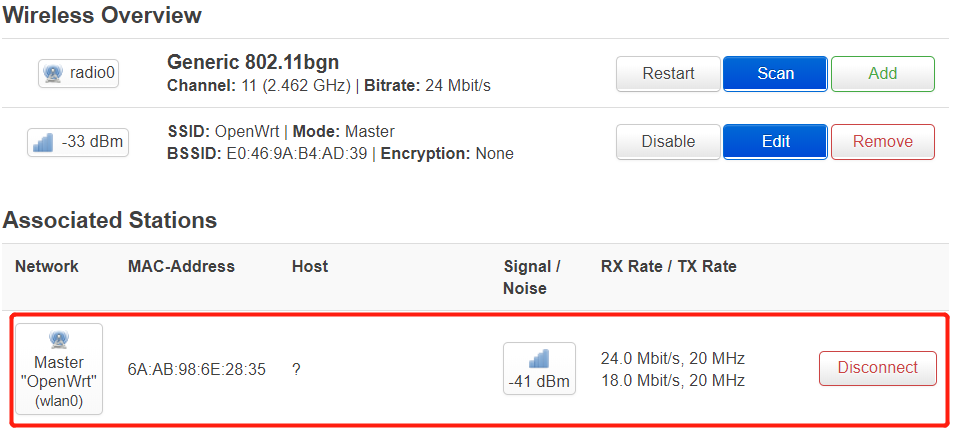 Wireless Overview
radio0
Generic 802.11bgn
Channel: 11 (2.462 GHz) | Bitrate: 24 Mbit/s
Restart Scan Add
-33 dBm
SSID: OpenWrt | Mode: Master
BSSID: E0:46:9A:B4:AD:39 | Encryption: None
Disable Edit Remove
Associated Stations
Network MAC-Address Host Signal / Noise RX Rate / TX Rate
Master
"OpenWrt"
(wlan0)
6A:AB:98:6E:28:35
?
-41 dBm
24.0 Mbit/s, 20 MHz
18.0 Mbit/s, 20 MHz
Disconnect